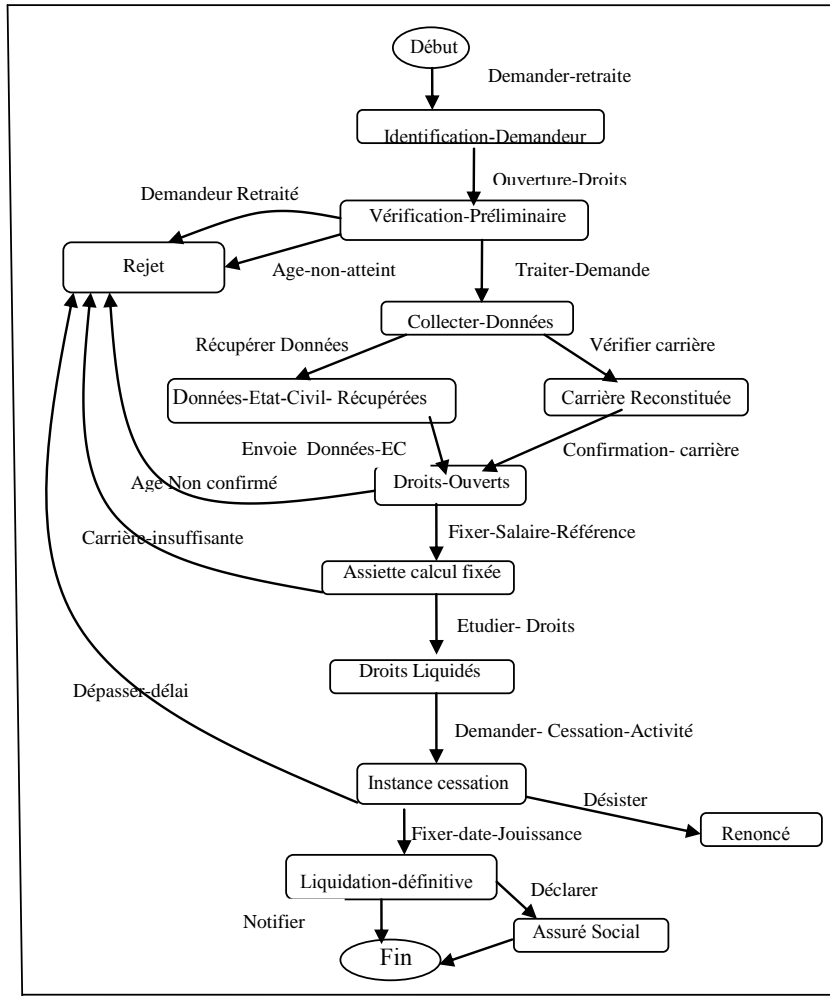 Début
Demander-retraite
Identification-Demandeur
Ouverture-Droits
Demandeur Retraité
Vérification-Préliminaire
Rejet
Age-non-atteint
Traiter-Demande
Collecter-Données
Récupérer Données
Vérifier carrière
Données-Etat-Civil- Récupérées
Carrière Reconstituée
Envoie Données-EC
Confirmation- carrière
Age Non confirmé
Droits-Ouverts
Fixer-Salaire-Référence
Carrière-insuffisante
Assiette calcul fixée
Etudier- Droits
Droits Liquidés
Dépasser-délai
Demander- Cessation-Activité
Instance cessation
Désister
Renoncé
Fixer-date-Jouissance
Liquidation-définitive
Déclarer
Notifier
Assuré Social
Fin